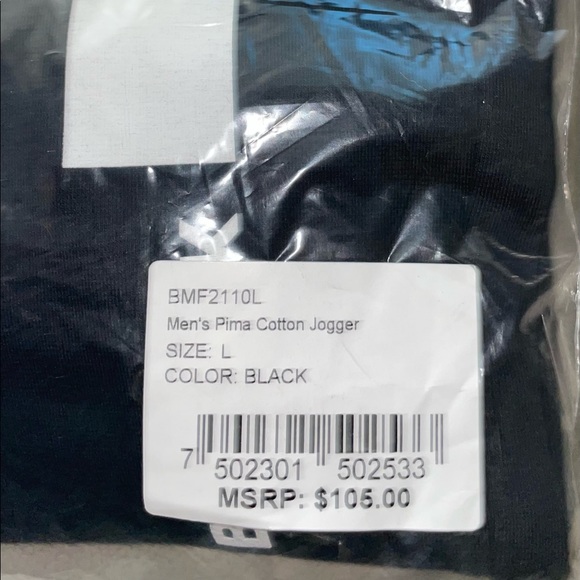 BMF2110L
Men's Pima Cotton Jogger
SIZE: L
COLOR: BLACK
7 502301 502533
MSRP: $105.00